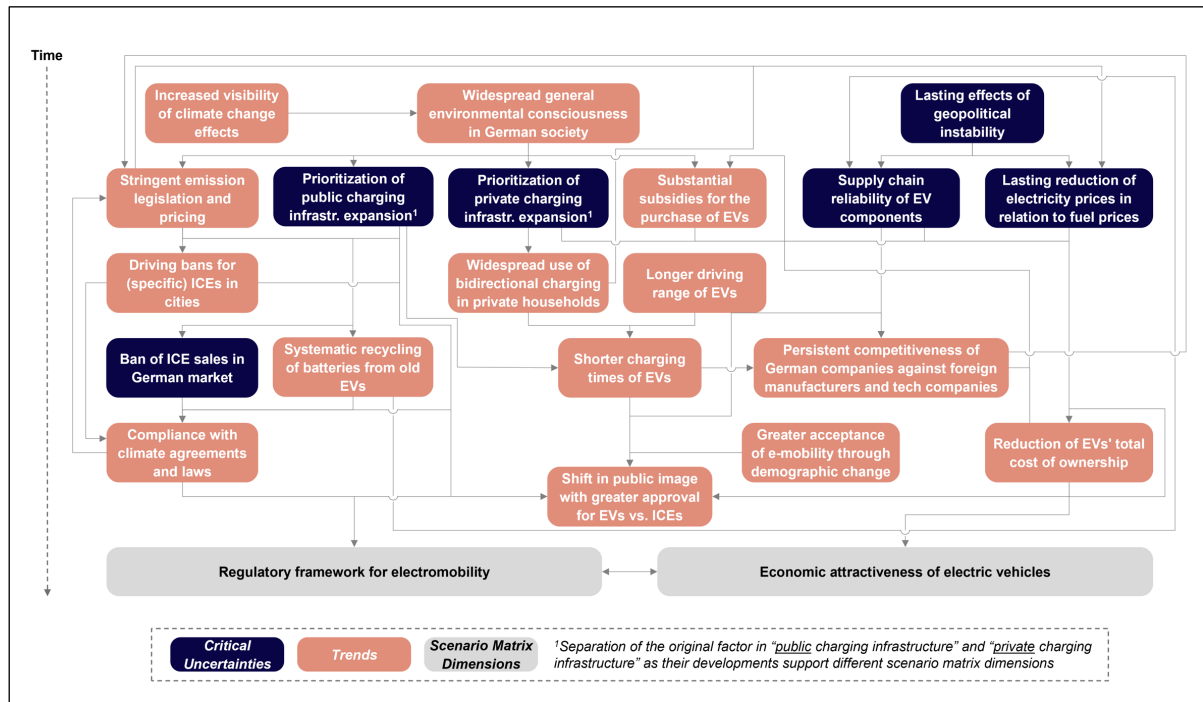 Time
Increased visibility
of climate change
effects
Widespread general
environmental consciousness
in German society
Lasting effects of
geopolitical
instability
Stringent emission
legislation and
pricing
Prioritization of
public charging
infrastr. expansion¹
Prioritization of
private charging
infrastr. expansion¹
Substantial
subsidies for the
purchase of EVs
Supply chain
reliability of EV
components
Lasting reduction of
electricity prices in
relation to fuel prices
Driving bans for
(specific) ICEs in
cities
Widespread use of
bidirectional charging
in private households
Longer driving
range of EVs
Ban of ICE sales in
German market
Systematic recycling
of batteries from old
EVs
Shorter charging
times of EVs
Persistent competitiveness of
German companies against foreign
manufacturers and tech companies
Compliance with
climate agreements
and laws
Greater acceptance
of e-mobility through
demographic change
Reduction of EVs' total
cost of ownership
Shift in public image
with greater approval
for EVs vs. ICEs
Regulatory framework for electromobility
Economic attractiveness of electric vehicles
Critical
Uncertainties
Trends
Scenario Matrix
Dimensions
¹Separation of the original factor in “public charging infrastructure” and “private charging
infrastructure” as their developments support different scenario matrix dimensions